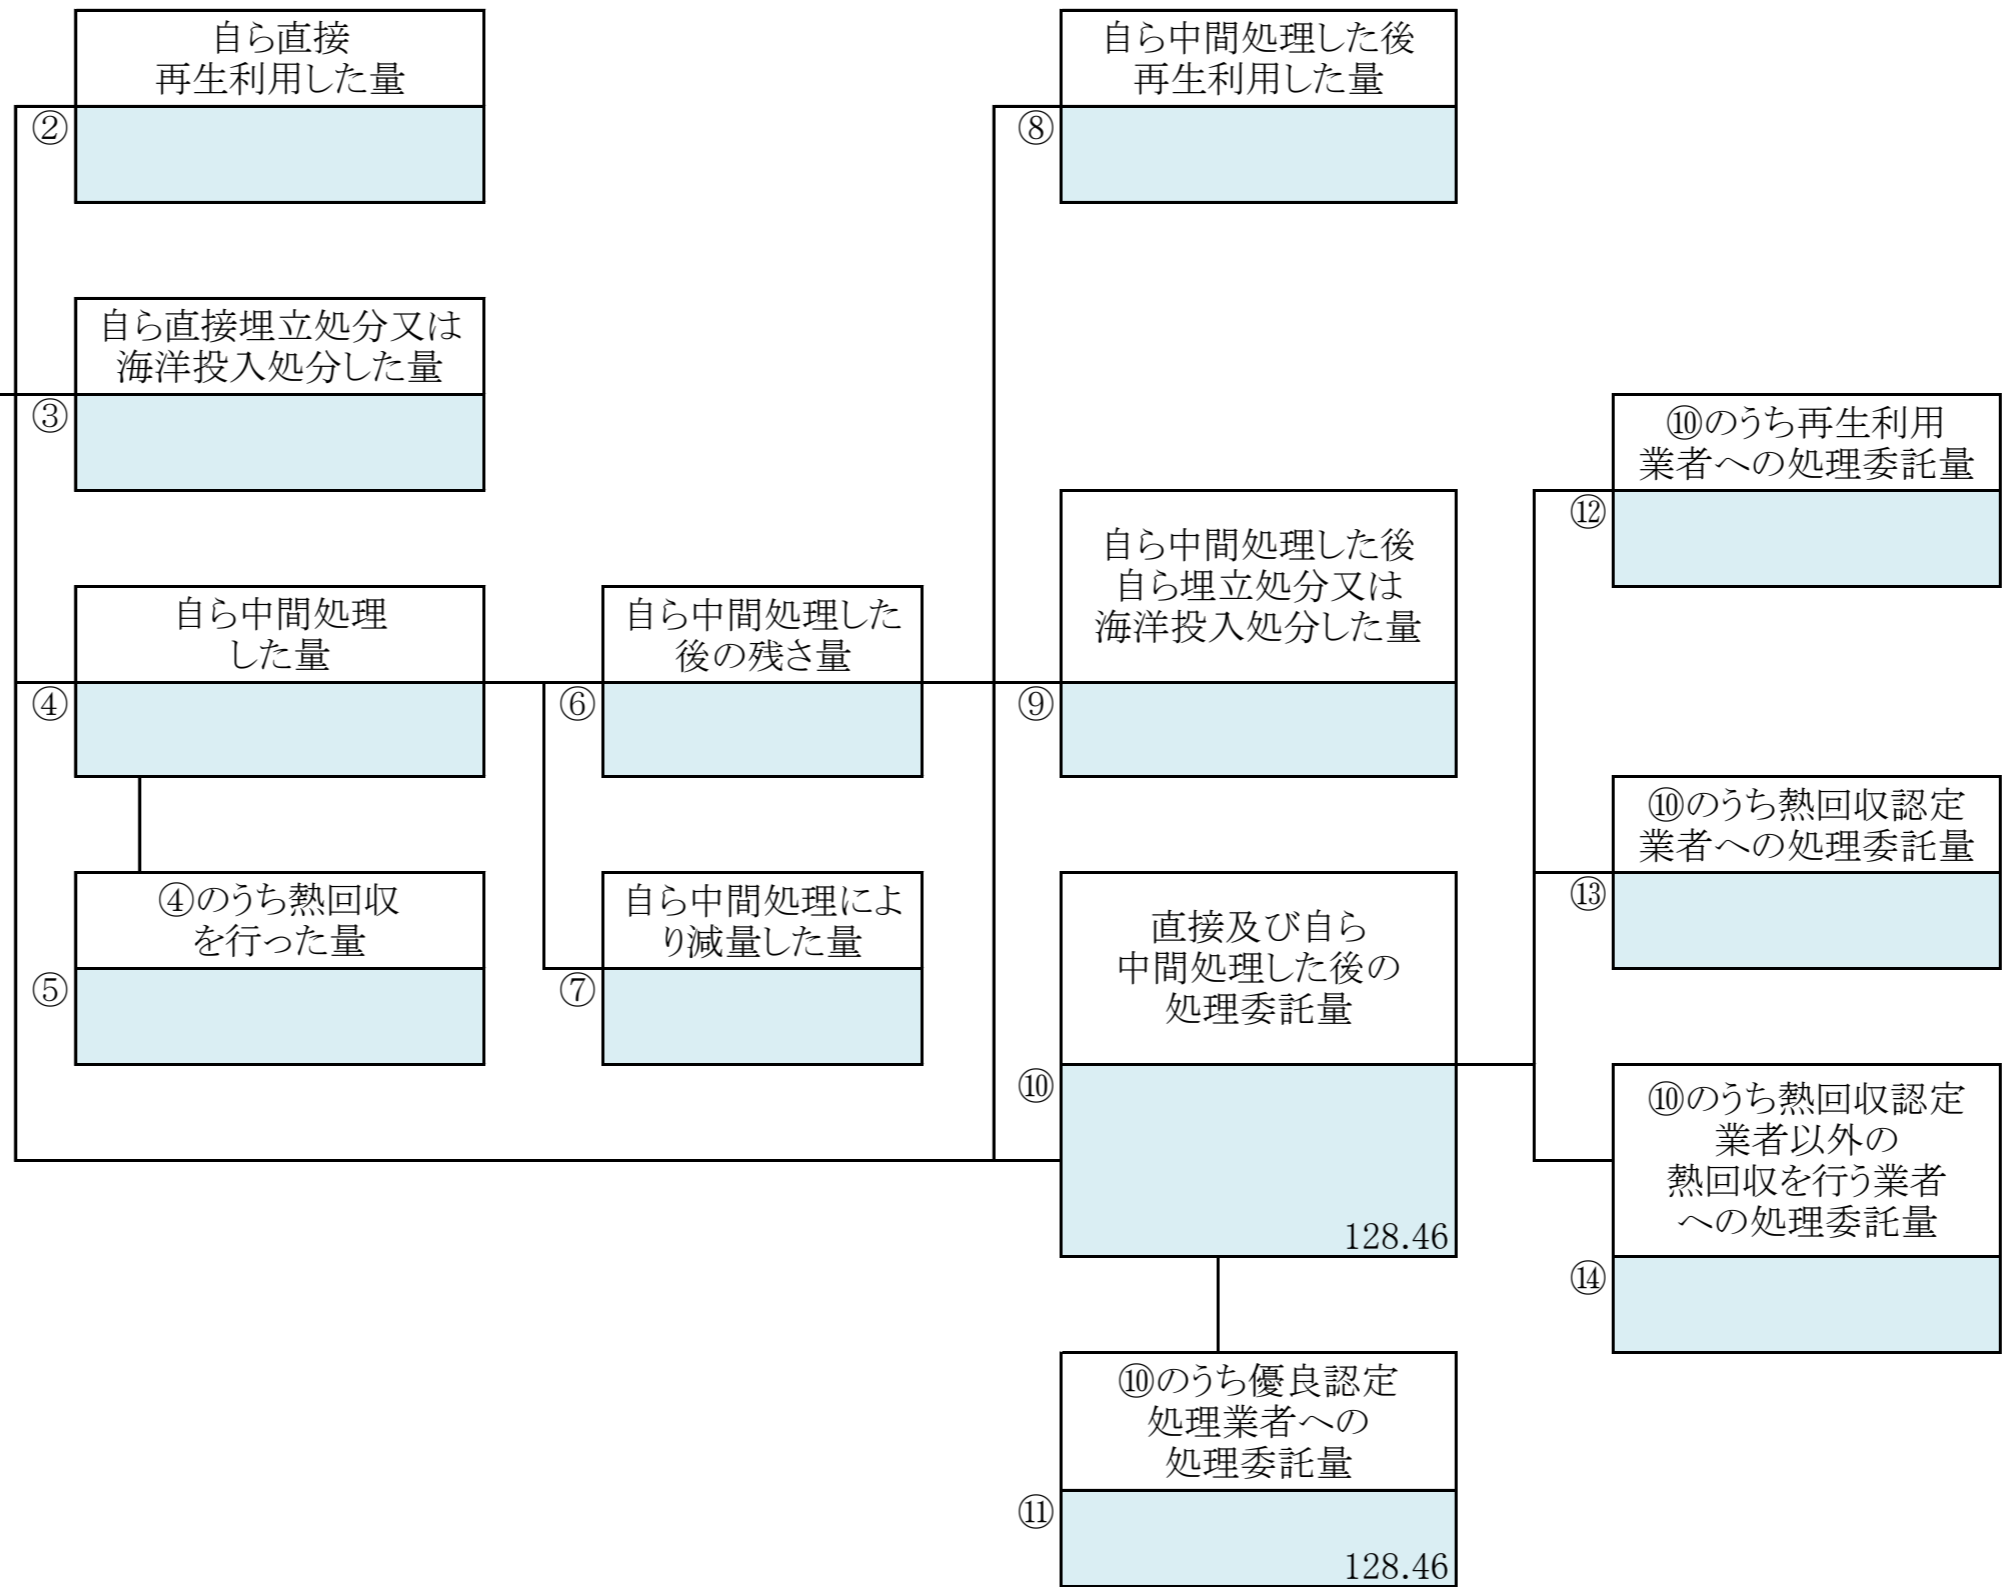 自ら直接
再生利用した量
②
自ら直接埋立処分又は
海洋投入処分した量
③
自ら中間処理
した量
④
④のうち熱回収
を行った量
⑤
自ら中間処理した
後の残さ量
⑥
自ら中間処理によ
り減量した量
⑦
自ら中間処理した後
再生利用した量
⑧
自ら中間処理した後
自ら埋立処分又は
海洋投入処分した量
⑨
直接及び自ら
中間処理した後の
処理委託量
⑩
128.46
⑩のうち優良認定
処理業者への
処理委託量
⑪
128.46
⑩のうち再生利用
業者への処理委託量
⑫
⑩のうち熱回収認定
業者への処理委託量
⑬
⑩のうち熱回収認定
業者以外の
熱回収を行う業者
への処理委託量
⑭